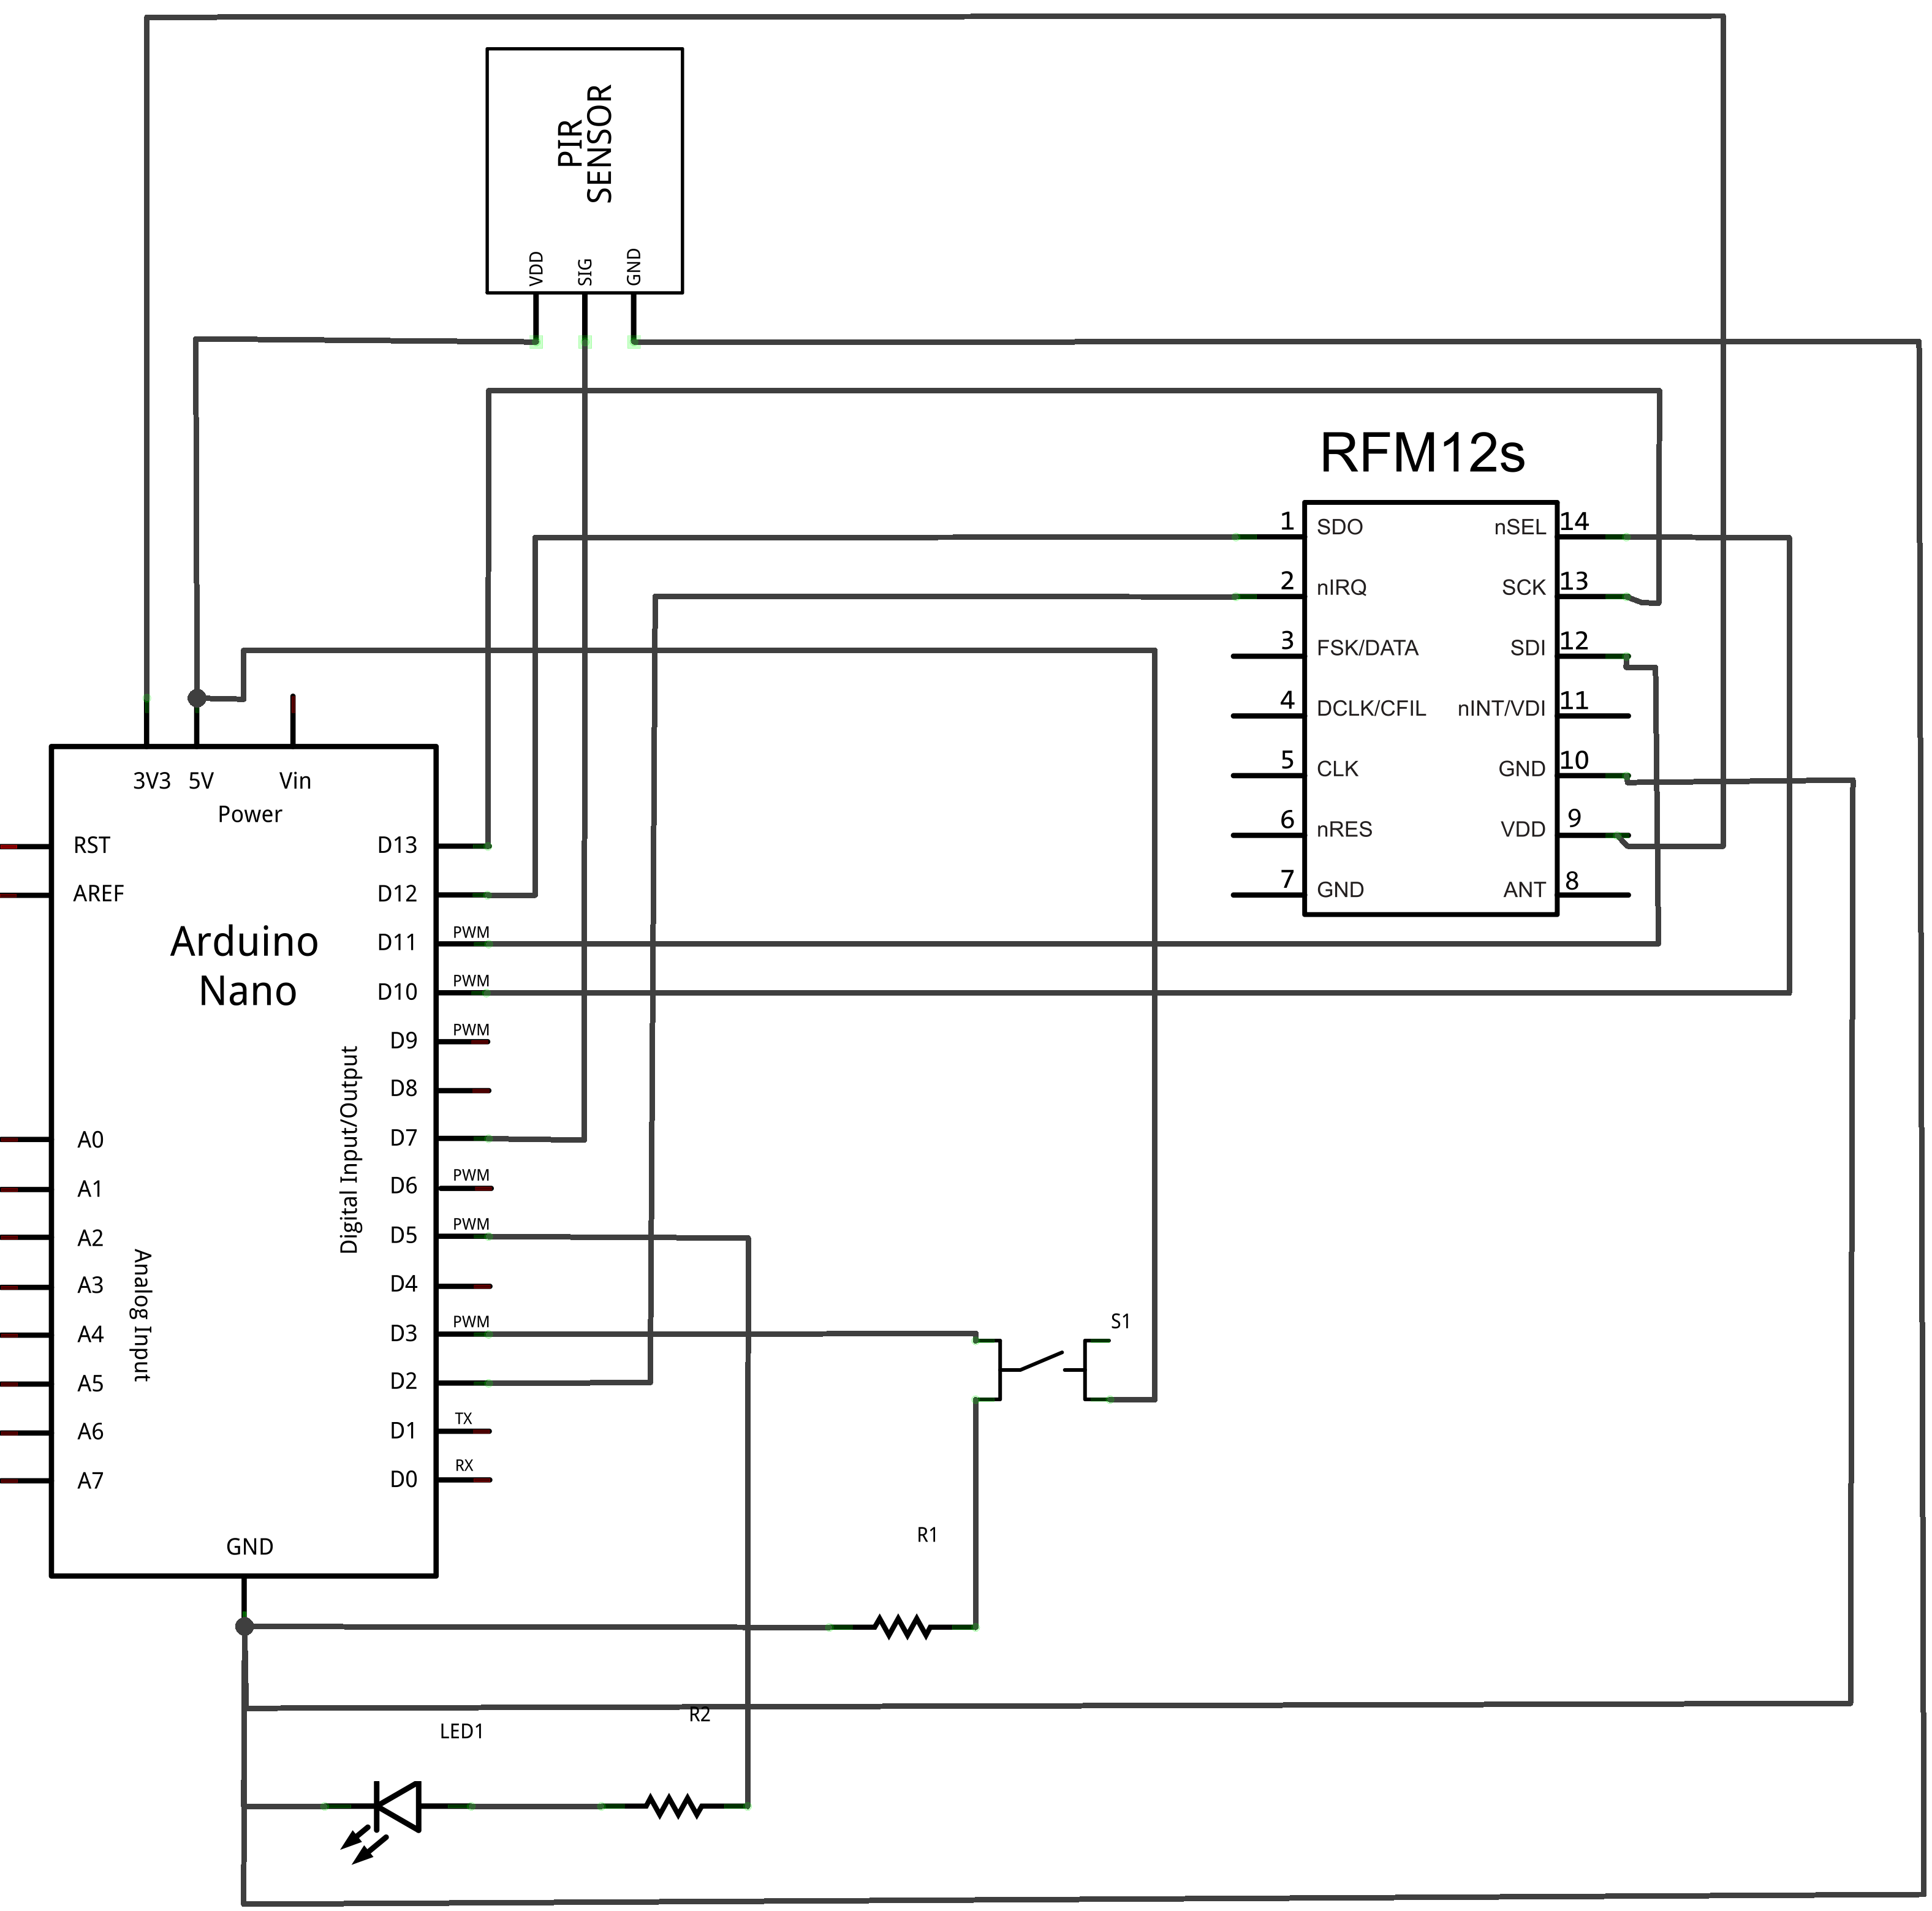 PIR
SENSOR
VDD
SIG
GND
RFM12s
1
SDO
nSEL
14
2
nIRQ
SCK
13
3
FSK/DATA
SDI
12
4
DCLK/CFIL
nINT/VDI
11
5
CLK
GND
10
6
nRES
VDD
9
7
GND
ANT
8
3V3
5V
Vin
Power
RST
AREF
Arduino
Nano
D13
D12
D11
PWM
D10
PWM
D9
PWM
D8
D7
D6
PWM
D5
PWM
D4
D3
PWM
D2
D1
TX
D0
RX
Digital Input/Output
A0
A1
A2
A3
A4
A5
A6
A7
Analog Input
GND
S1
R1
R2
LED1